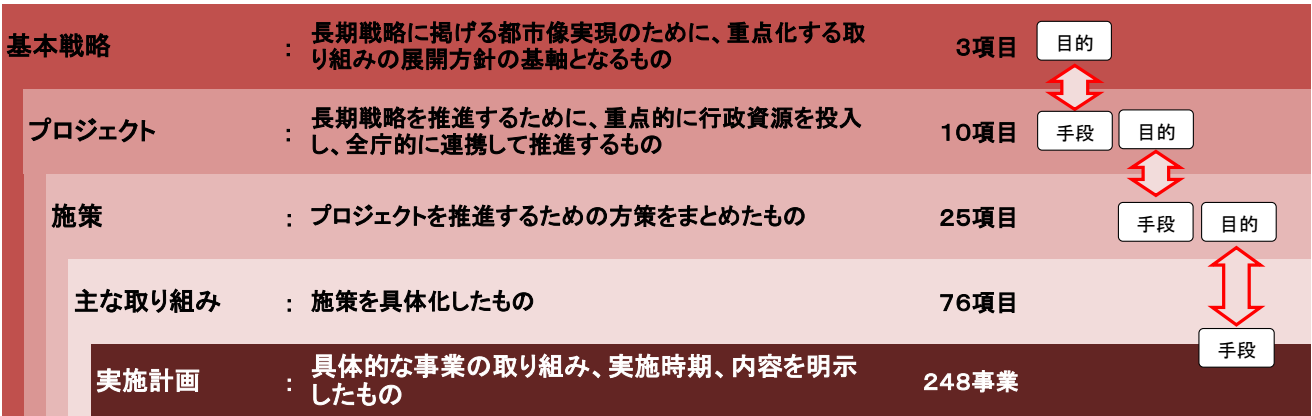 基本戦略 ： 長期戦略に掲げる都市像実現のために、重点化する取 3項目 目的
り組みの展開方針の基軸となるもの
プロジェクト ： 長期戦略を推進するために、重点的に行政資源を投入 10項目 手段 目的
し、全庁的に連携して推進するもの
施策 ： プロジェクトを推進するための方策をまとめたもの 25項目 手段 目的
主な取り組み ： 施策を具体化したもの 76項目
手段
実施計画 ： 具体的な事業の取り組み、実施時期、内容を明示 248事業
したもの